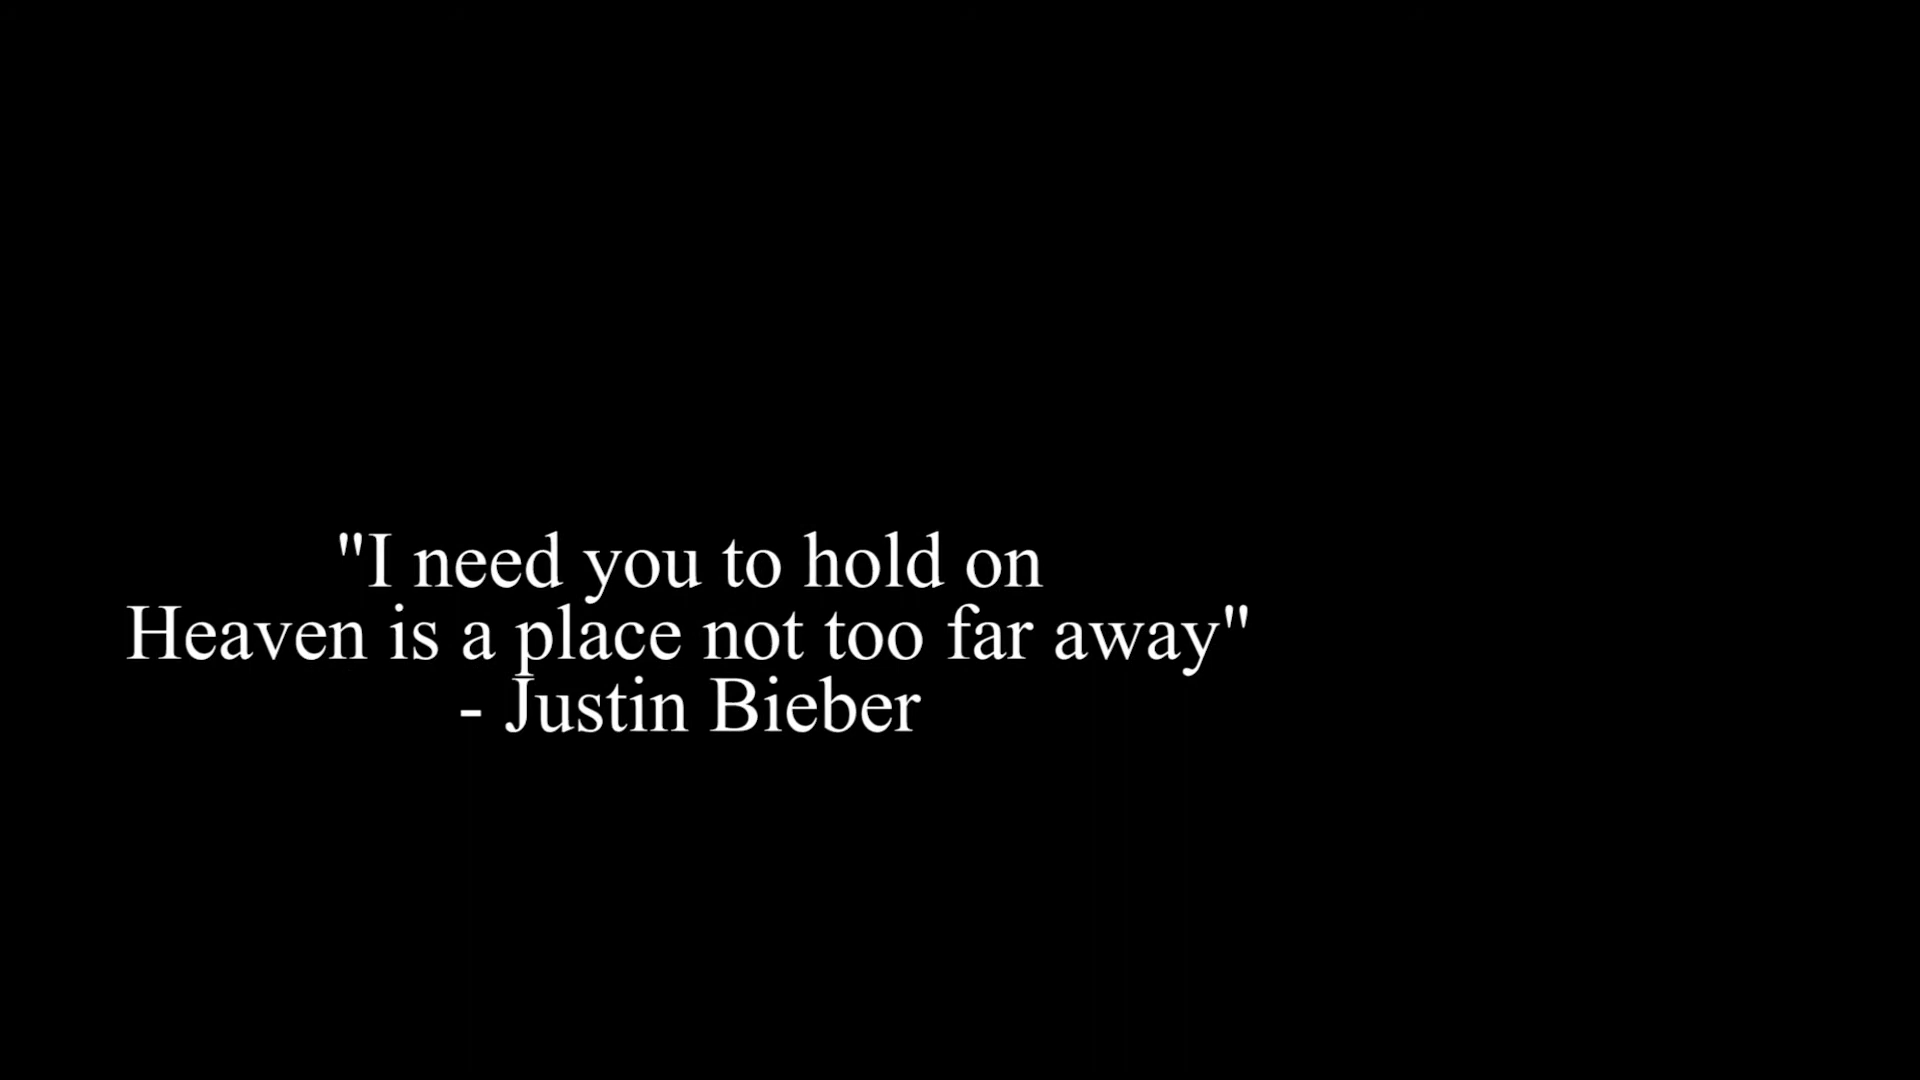 "I need you to hold on
Heaven is a place not too far away"
- Justin Bieber